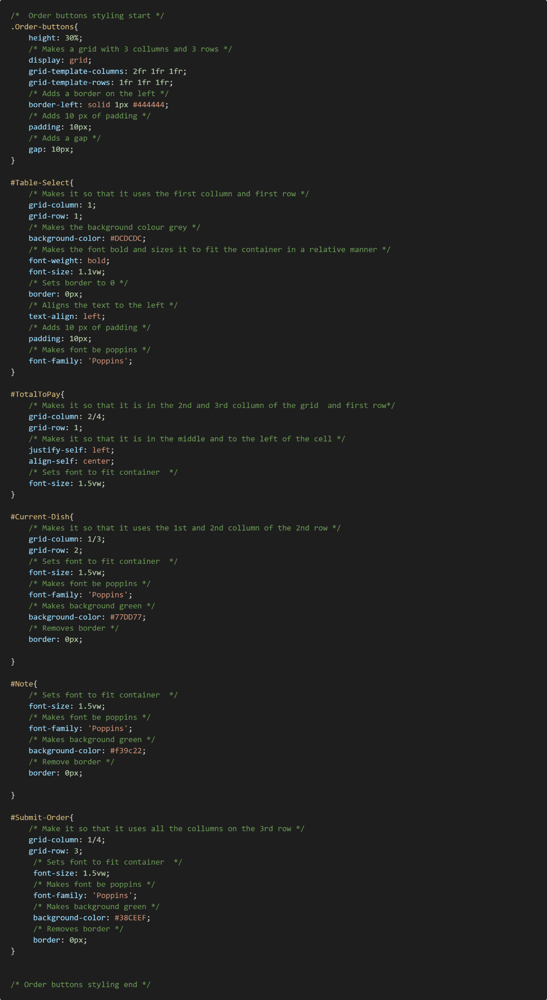 /*  Order buttons styling start */
.Order-buttons{
    height: 30%;
    /* Makes a grid with 3 collumns and 3 rows */
    display: grid;
    grid-template-columns: 2fr 1fr 1fr;
    grid-template-rows: 1fr 1fr 1fr;
    /* Adds a border on the left */
    border-left: solid 1px #444444;
    /* Adds 10 px of padding */
    padding: 10px;
    /* Adds a gap */
    gap: 10px;
}

#Table-Select{
    /* Makes it so that it uses the first collumn and first row */
    grid-column: 1;
    grid-row: 1;
    /* Makes the background colour grey */
    background-color: #DCDCDC;
    /* Makes the font bold and sizes it to fit the container in a relative manner */
    font-weight: bold;
    font-size: 1.1vw;
    /* Sets border to 0 */
    border: 0px;
    /* Aligns the text to the left */
    text-align: left;
    /* Adds 10 px of padding */
    padding: 10px;
    /* Makes font be poppins */
    font-family: 'Poppins';
}

#TotalToPay{
    /* Makes it so that it is in the 2nd and 3rd collumn of the grid  and first row*/
    grid-column: 2/4;
    grid-row: 1;
    /* Makes it so that it is in the middle and to the left of the cell */
    justify-self: left;
    align-self: center;
    /* Sets font to fit container  */
    font-size: 1.5vw;
}

#Current-Dish{
    /* Makes it so that it uses the 1st and 2nd collumn of the 2nd row */
    grid-column: 1/3;
    grid-row: 2;
    /* Sets font to fit container  */
    font-size: 1.5vw;
    /* Makes font be poppins */
    font-family: 'Poppins';
    /* Makes background green */
    background-color: #77DD77;
    /* Removes border */
    border: 0px;

}

#Note{
    /* Sets font to fit container  */
    font-size: 1.5vw;
    /* Makes font be poppins */
    font-family: 'Poppins';
    /* Makes background green */
    background-color: #f39c22;
    /* Remove border */
    border: 0px;

}

#Submit-Order{
    /* Make it so that it uses all the collumns on the 3rd row */
    grid-column: 1/4;
    grid-row: 3;
     /* Sets font to fit container  */
     font-size: 1.5vw;
     /* Makes font be poppins */
     font-family: 'Poppins';
     /* Makes background green */
     background-color: #38CEEF;
     /* Removes border */
     border: 0px;
}


/* Order buttons styling end */